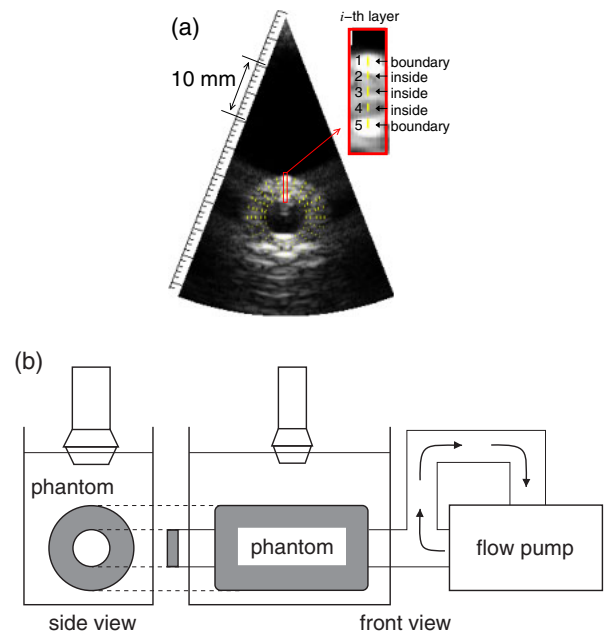 (a)
i–th layer
10 mm
1 boundary
2 inside
3 inside
4 inside
5 boundary
(b)
phantom
phantom
flow pump
side view
front view